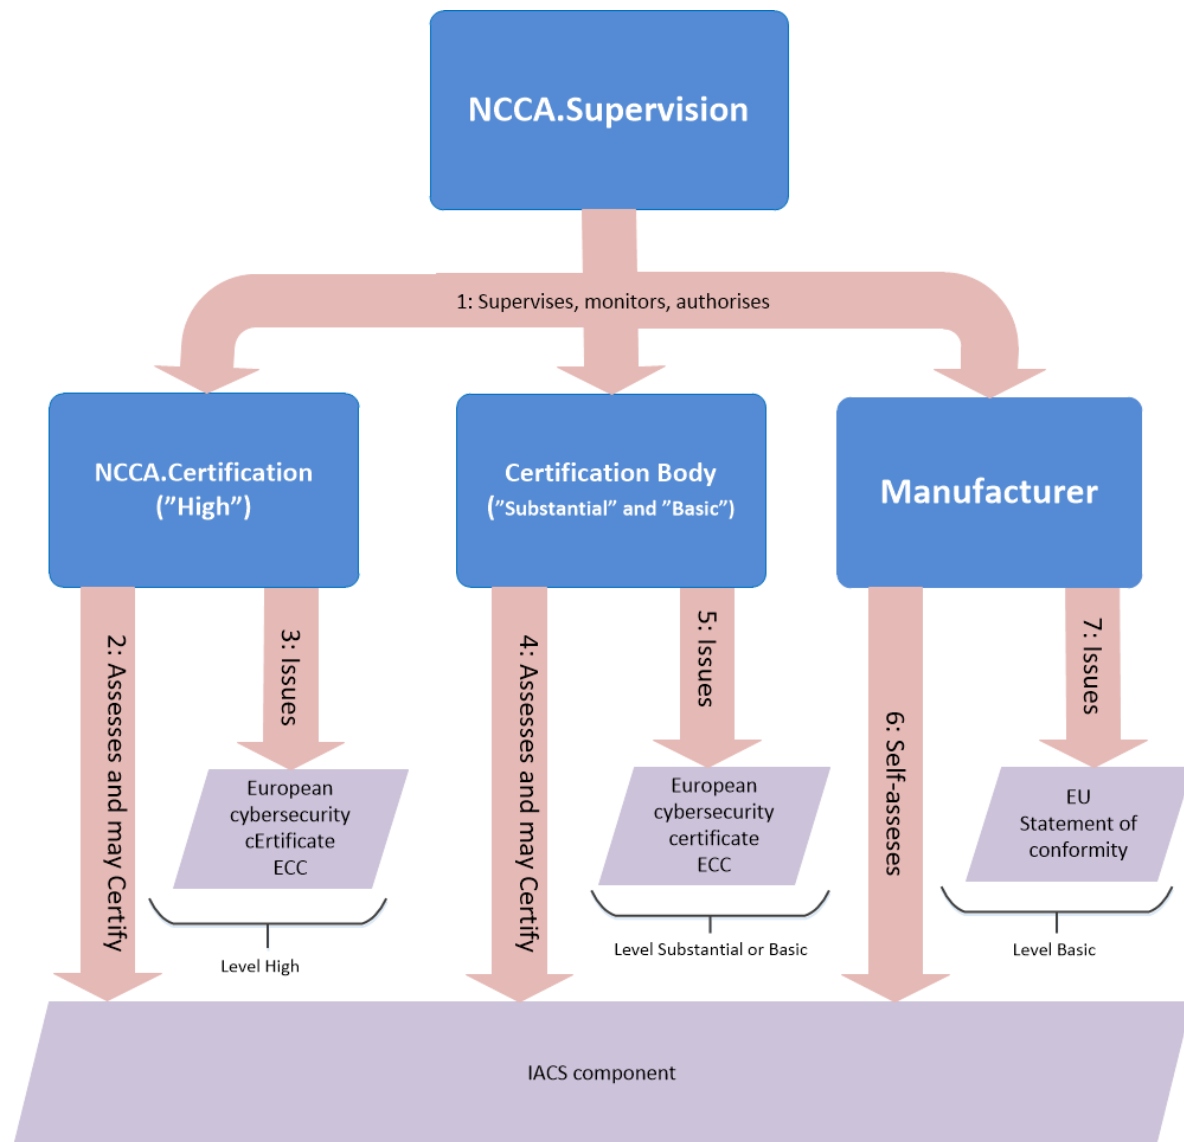 NCCA.Supervision
1: Supervises, monitors, authorises
NCCA.Certification
(”High”)
Certification Body
(”Substantial” and ”Basic”)
Manufacturer
2: Assesses and may Certify
3: Issues
4: Assesses and may Certify
5: Issues
6: Self-asseses
7: Issues
European
cybersecurity
cErtificate
ECC
European
cybersecurity
certificate
ECC
EU
Statement of
conformity
Level High
Level Substantial or Basic
Level Basic
IACS component